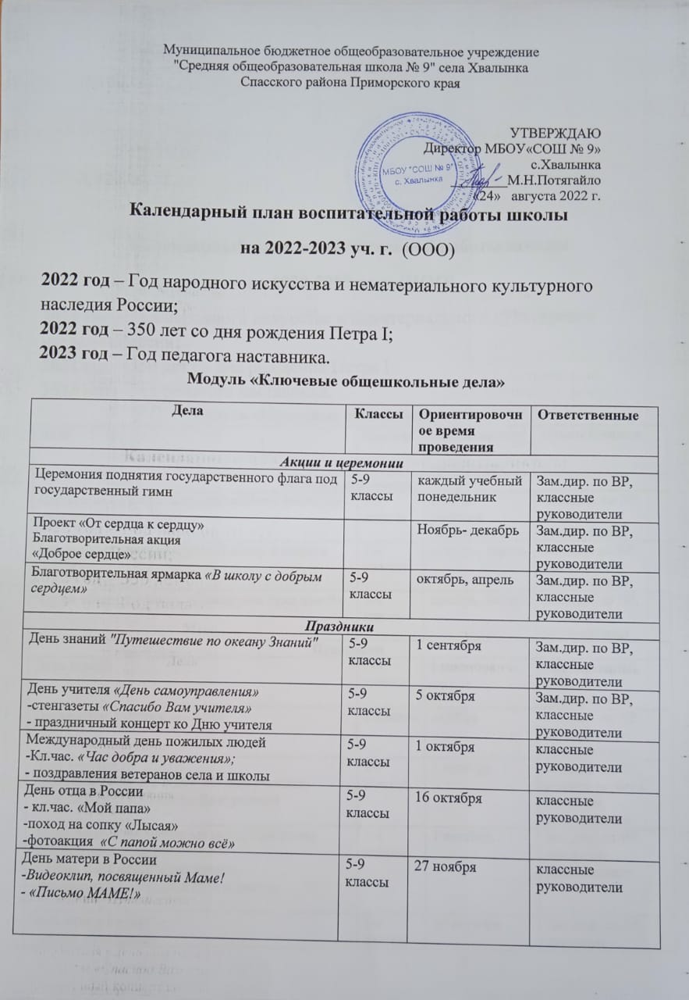 Муниципальное бюджетное общеобразовательное учреждение
"Средняя общеобразовательная школа № 9" села Хвалынка
Спасского района Приморского края
УТВЕРЖДАЮ
Директор МБОУ«СОШ № 9»
с.Хвалынка
МБОУ "СОШ № 9"
с. Хвалынка
________М.Н.Потягайло
«24» августа 2022 г.
Календарный план воспитательной работы школы
на 2022-2023 уч. г. (ООО)
2022 год – Год народного искусства и нематериального культурного
наследия России;
2022 год – 350 лет со дня рождения Петра I;
2023 год – Год педагога наставника.
Модуль «Ключевые общешкольные дела»
Дела
Классы
Ориентировочн
ое время
проведения
Ответственные
Акции и церемонии
Церемония поднятия государственного флага под
государственный гимн
5-9
классы
каждый учебный
понедельник
Зам.дир. по ВР,
классные
руководители
Проект «От сердца к сердцу»
Благотворительная акция
«Доброе сердце»
Ноябрь- декабрь
Зам.дир. по ВР,
классные
руководители
Благотворительная ярмарка «В школу с добрым
сердцем»
5-9
классы
октябрь, апрель
Зам.дир. по ВР,
классные
руководители
Праздники
День знаний "Путешествие по океану Знаний"
5-9
классы
1 сентября
Зам.дир. по ВР,
классные
руководители
День учителя «День самоуправления»
-стенгазеты «Спасибо Вам учителя»
- праздничный концерт ко Дню учителя
5-9
классы
5 октября
Зам.дир. по ВР,
классные
руководители
Международный день пожилых людей
-Кл.час. «Час добра и уважения»;
- поздравления ветеранов села и школы
5-9
классы
1 октября
классные
руководители
День отца в России
- кл.час. «Мой папа»
-поход на сопку «Лысая»
-фотоакция «С папой можно всё»
5-9
классы
16 октября
классные
руководители
День матери в России
-Видеоклип, посвященный Маме!
- «Письмо МАМЕ!»
5-9
классы
27 ноября
классные
руководители